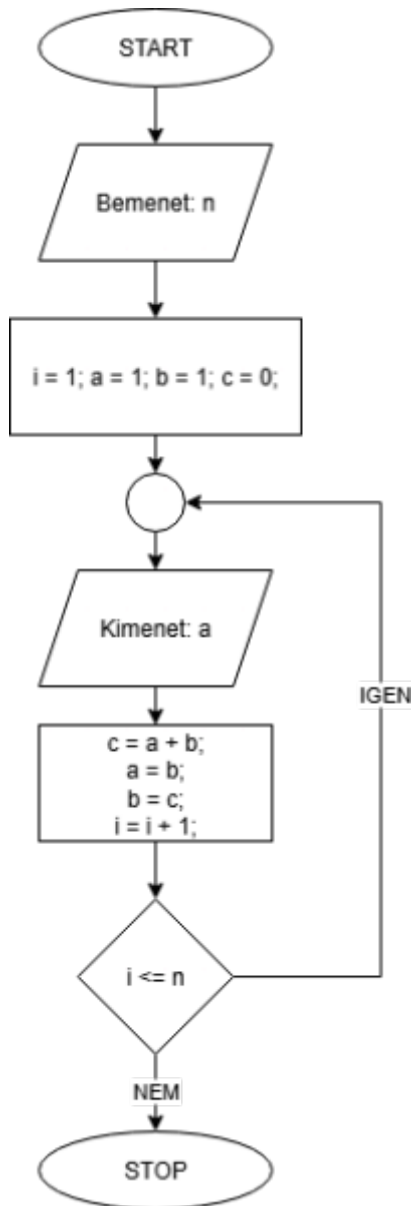 START
Bemenet: n
i = 1; a = 1; b = 1; c = 0;
Kimenet: a
IGEN
c = a + b;
a = b;
b = c;
i = i + 1;
i <= n
NEM
STOP